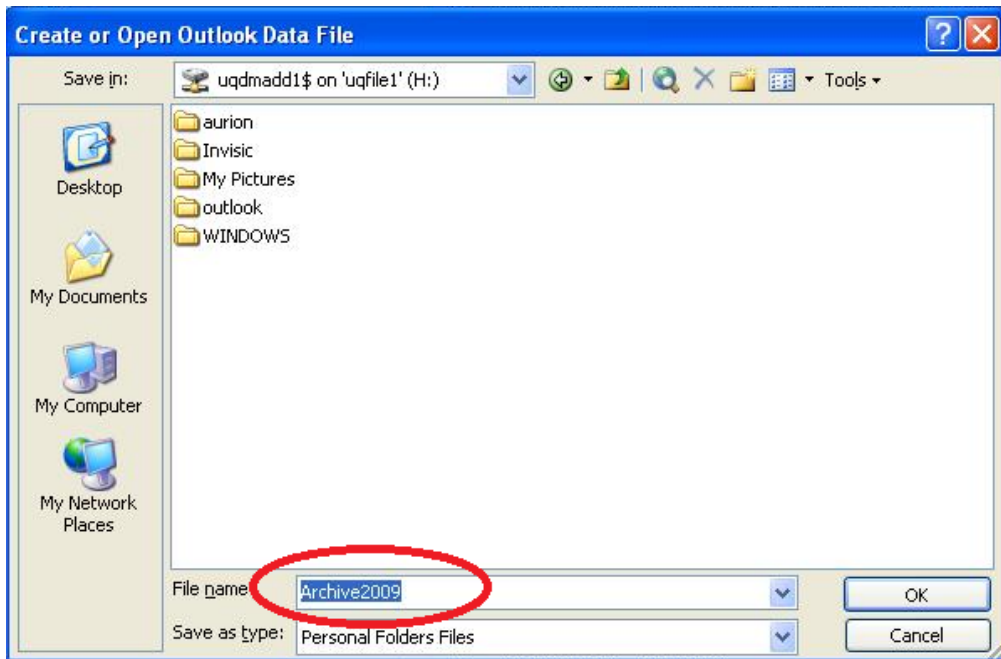 Create or Open Outlook Data File
Save in: uqdmadd1$ on 'uqfile1' (H:) Tools
aurion
Invisic
My Pictures
outlook
WINDOWS
Desktop
My Documents
My Computer
My Network
Places
File name Archive2009 OK
Save as type: Personal Folders Files Cancel